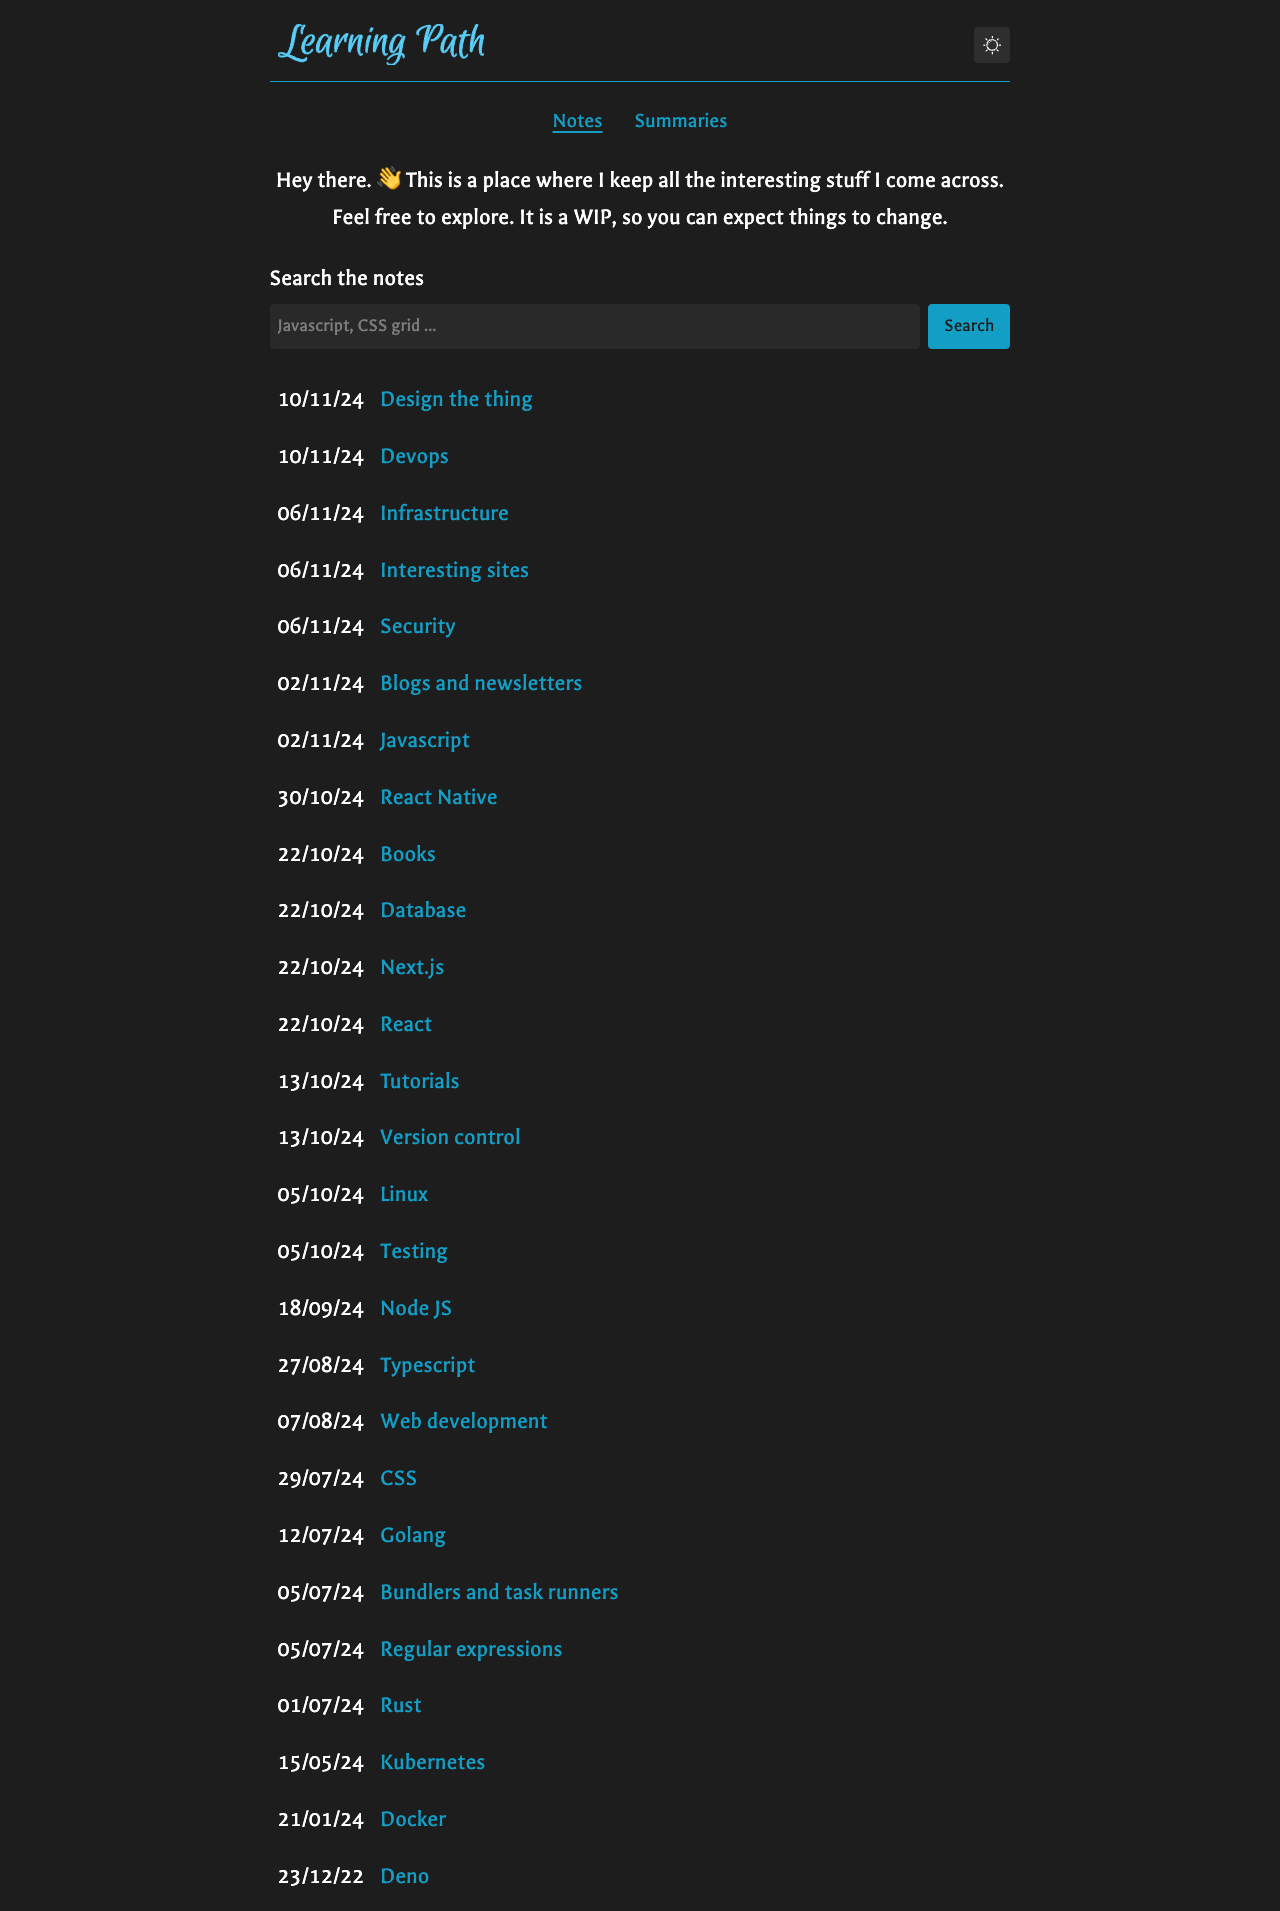 Learning Path
Notes Summaries
Hey there. 👋 This is a place where I keep all the interesting stuff I come across.
Feel free to explore. It is a WIP, so you can expect things to change.
Search the notes
Javascript, CSS grid ... Search
10/11/24 Design the thing
10/11/24 Devops
06/11/24 Infrastructure
06/11/24 Interesting sites
06/11/24 Security
02/11/24 Blogs and newsletters
02/11/24 Javascript
30/10/24 React Native
22/10/24 Books
22/10/24 Database
22/10/24 Next.js
22/10/24 React
13/10/24 Tutorials
13/10/24 Version control
05/10/24 Linux
05/10/24 Testing
18/09/24 Node JS
27/08/24 Typescript
07/08/24 Web development
29/07/24 CSS
12/07/24 Golang
05/07/24 Bundlers and task runners
05/07/24 Regular expressions
01/07/24 Rust
15/05/24 Kubernetes
21/01/24 Docker
23/12/22 Deno